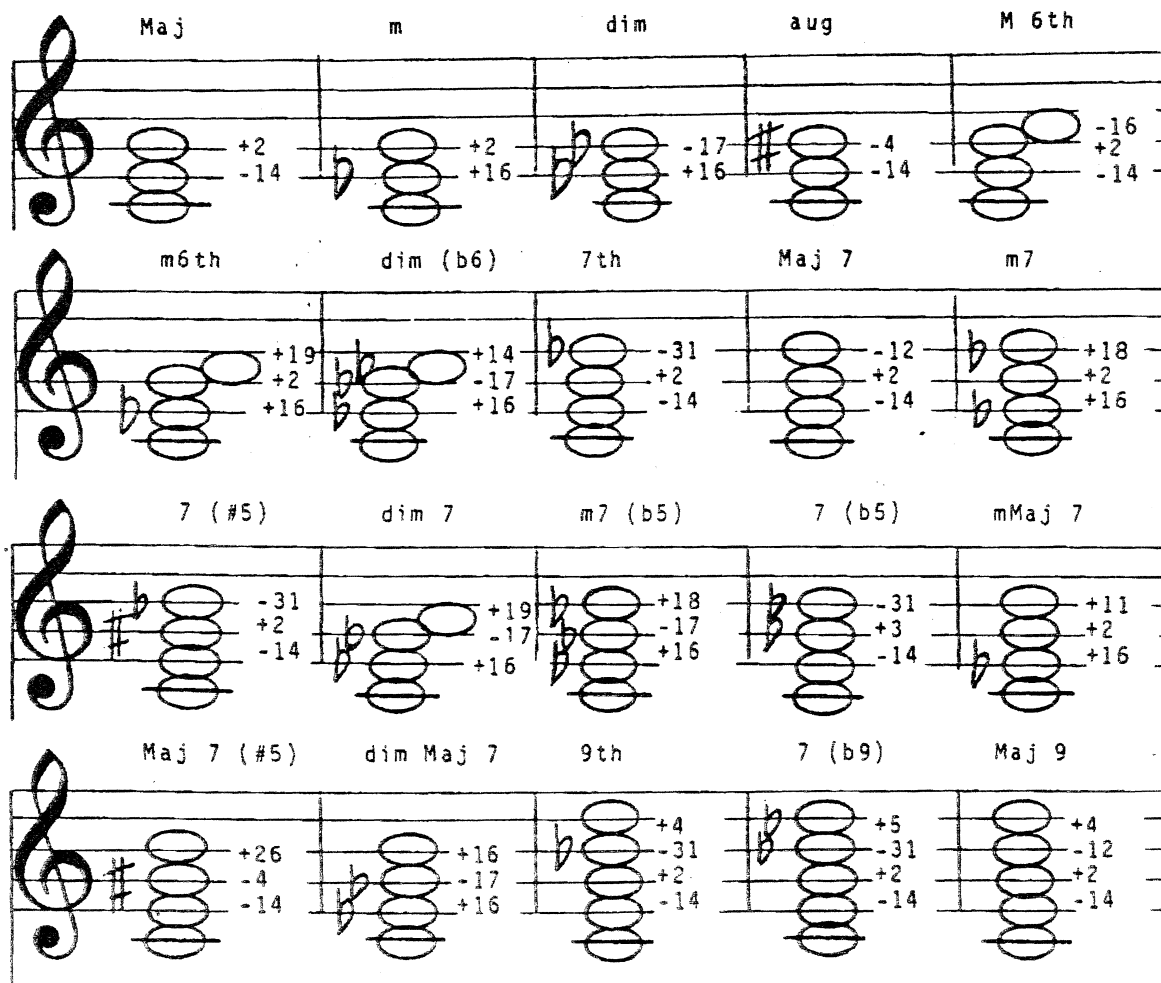 Maj m dim aug M 6th
-16
+2 +2 -17 -4 +2
-14 +16 +16 -14 -14
m6th dim (b6) 7th Maj 7 m7
+19 +14 -31 -12 +18
+2 -17 +2 +2 +2
+16 +16 -14 -14 +16
7 (#5) dim 7 m7 (b5) 7 (b5) mMaj 7
-31 +19 +18 -31 +11
+2 -17 -17 +3 +2
-14 +16 +16 -14 +16
Maj 7 (#5) dim Maj 7 9th 7 (b9) Maj 9
+4 +5 +4
+26 +16 -31 -31 -12
-4 -17 +2 +2 +2
-14 +16 -14 -14 -14